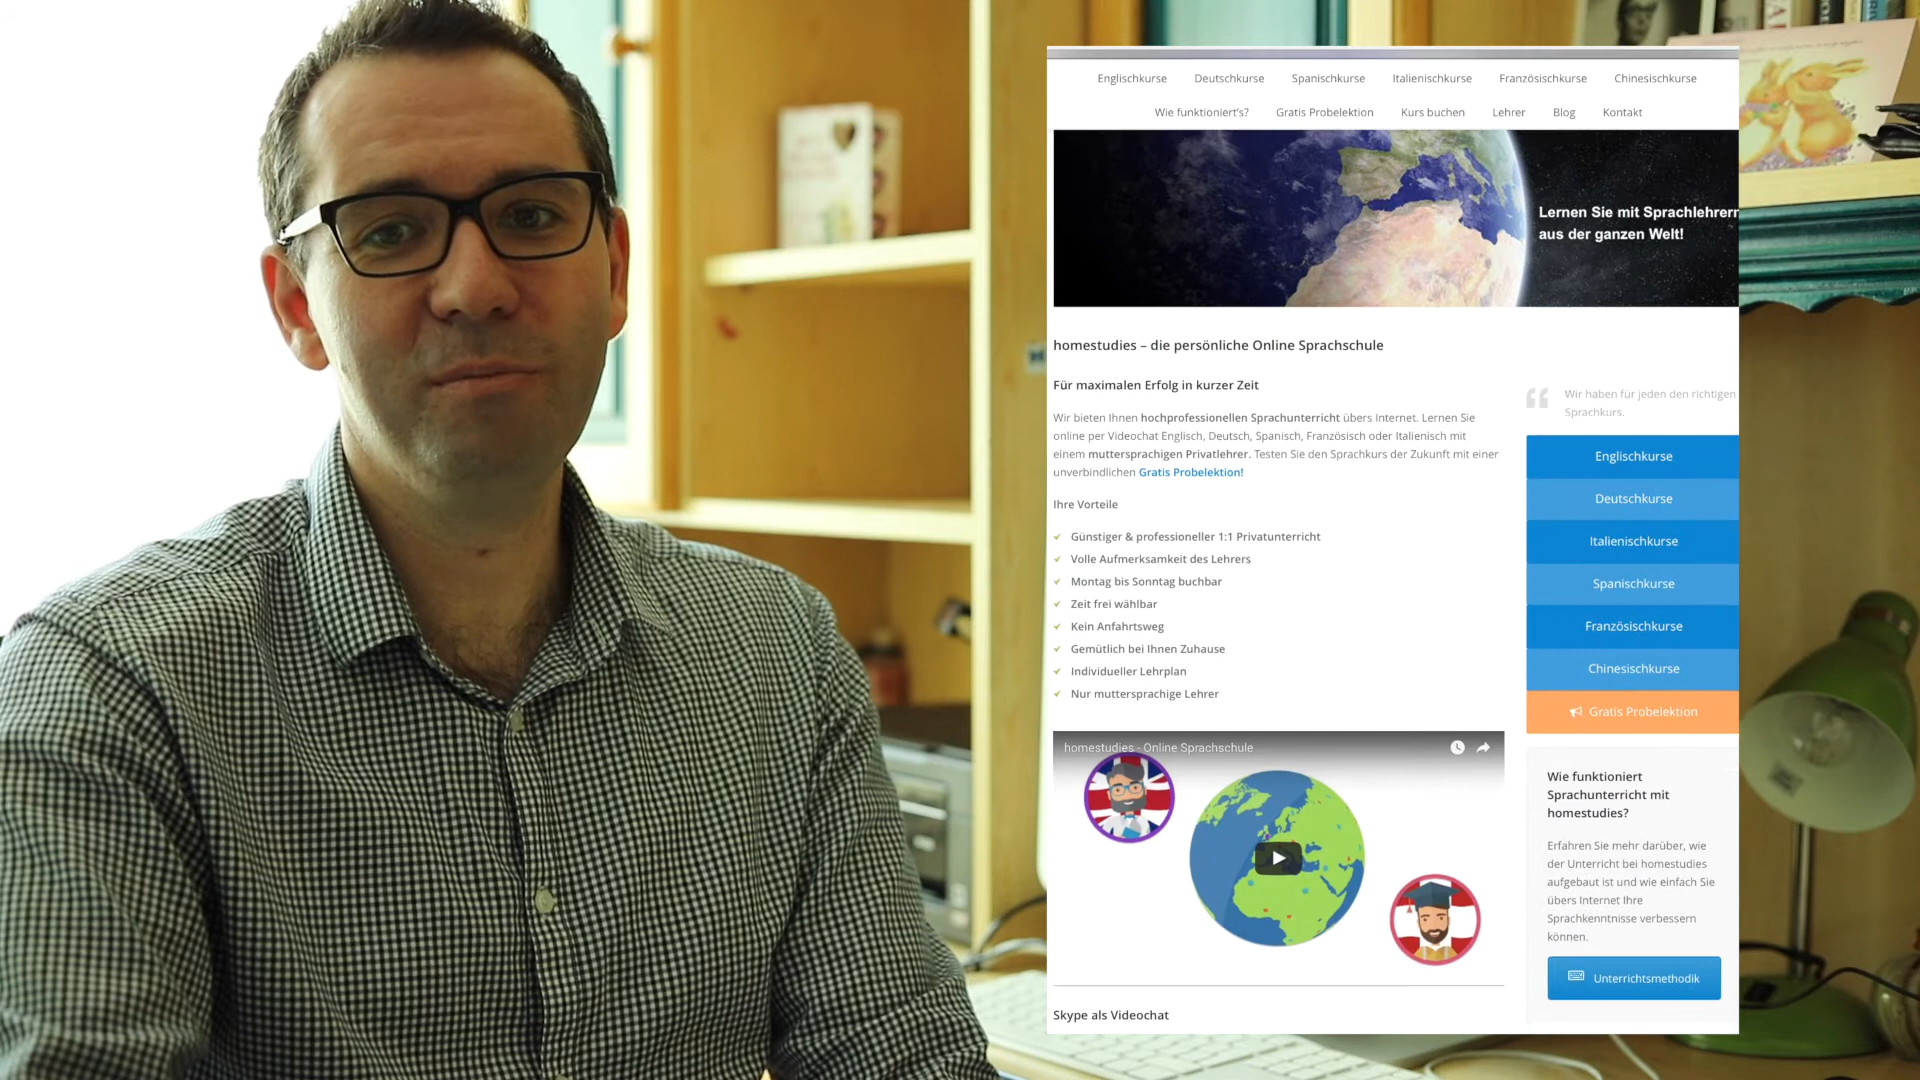 Englischkurse Deutschkurse Spanischkurse Italienischkurse Französischkurse Chinesischkurse
Wie funktioniert's? Gratis Probelektion Kurs buchen Lehrer Blog Kontakt
Lernen Sie mit Sprachlehrern
aus der ganzen Welt!
homestudies – die persönliche Online Sprachschule
Für maximalen Erfolg in kurzer Zeit
Wir bieten Ihnen hochprofessionellen Sprachunterricht übers Internet. Lernen Sie
online per Videochat Englisch, Deutsch, Spanisch, Französisch oder Italienisch mit
einem muttersprachigen Privatlehrer. Testen Sie den Sprachkurs der Zukunft mit einer
unverbindlichen Gratis Probelektion!
Ihre Vorteile
Günstiger & professioneller 1:1 Privatunterricht
Volle Aufmerksamkeit des Lehrers
Montag bis Sonntag buchbar
Zeit frei wählbar
Kein Anfahrtsweg
Gemütlich bei Ihnen Zuhause
Individueller Lehrplan
Nur muttersprachige Lehrer
homestudies - Online Sprachschule
Skype als Videochat
Wir haben für jeden den richtigen
Sprachkurs.
Englischkurse
Deutschkurse
Italienischkurse
Spanischkurse
Französischkurse
Chinesischkurse
Gratis Probelektion
Wie funktioniert
Sprachunterricht mit
homestudies?
Erfahren Sie mehr darüber, wie
der Unterricht bei homestudies
aufgebaut ist und wie einfach Sie
übers Internet Ihre
Sprachkenntnisse verbessern
können.
Unterrichtsmethodik